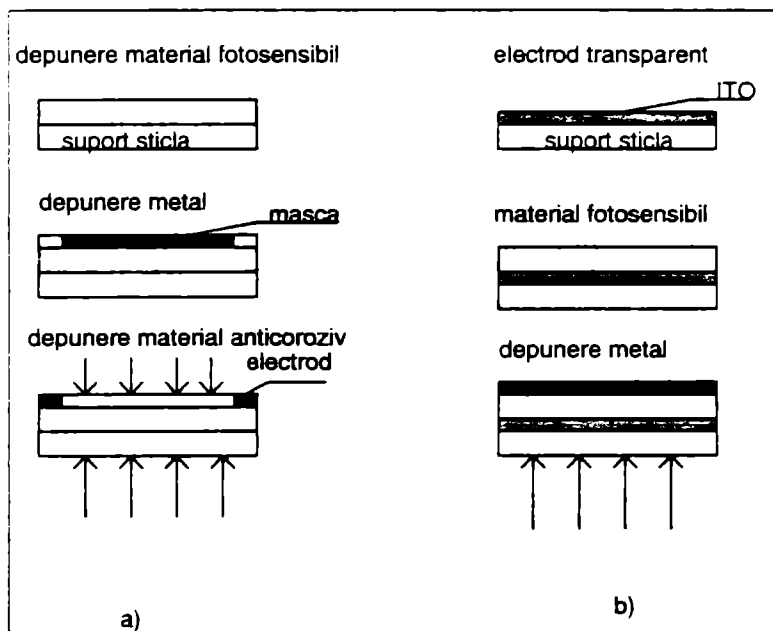 depunere material fotosensibil
suport sticla
depunere metal
masca
depunere material anticoroziv
electrod
a)
electrod transparent
ITO
suport sticla
material fotosensibil
depunere metal
b)